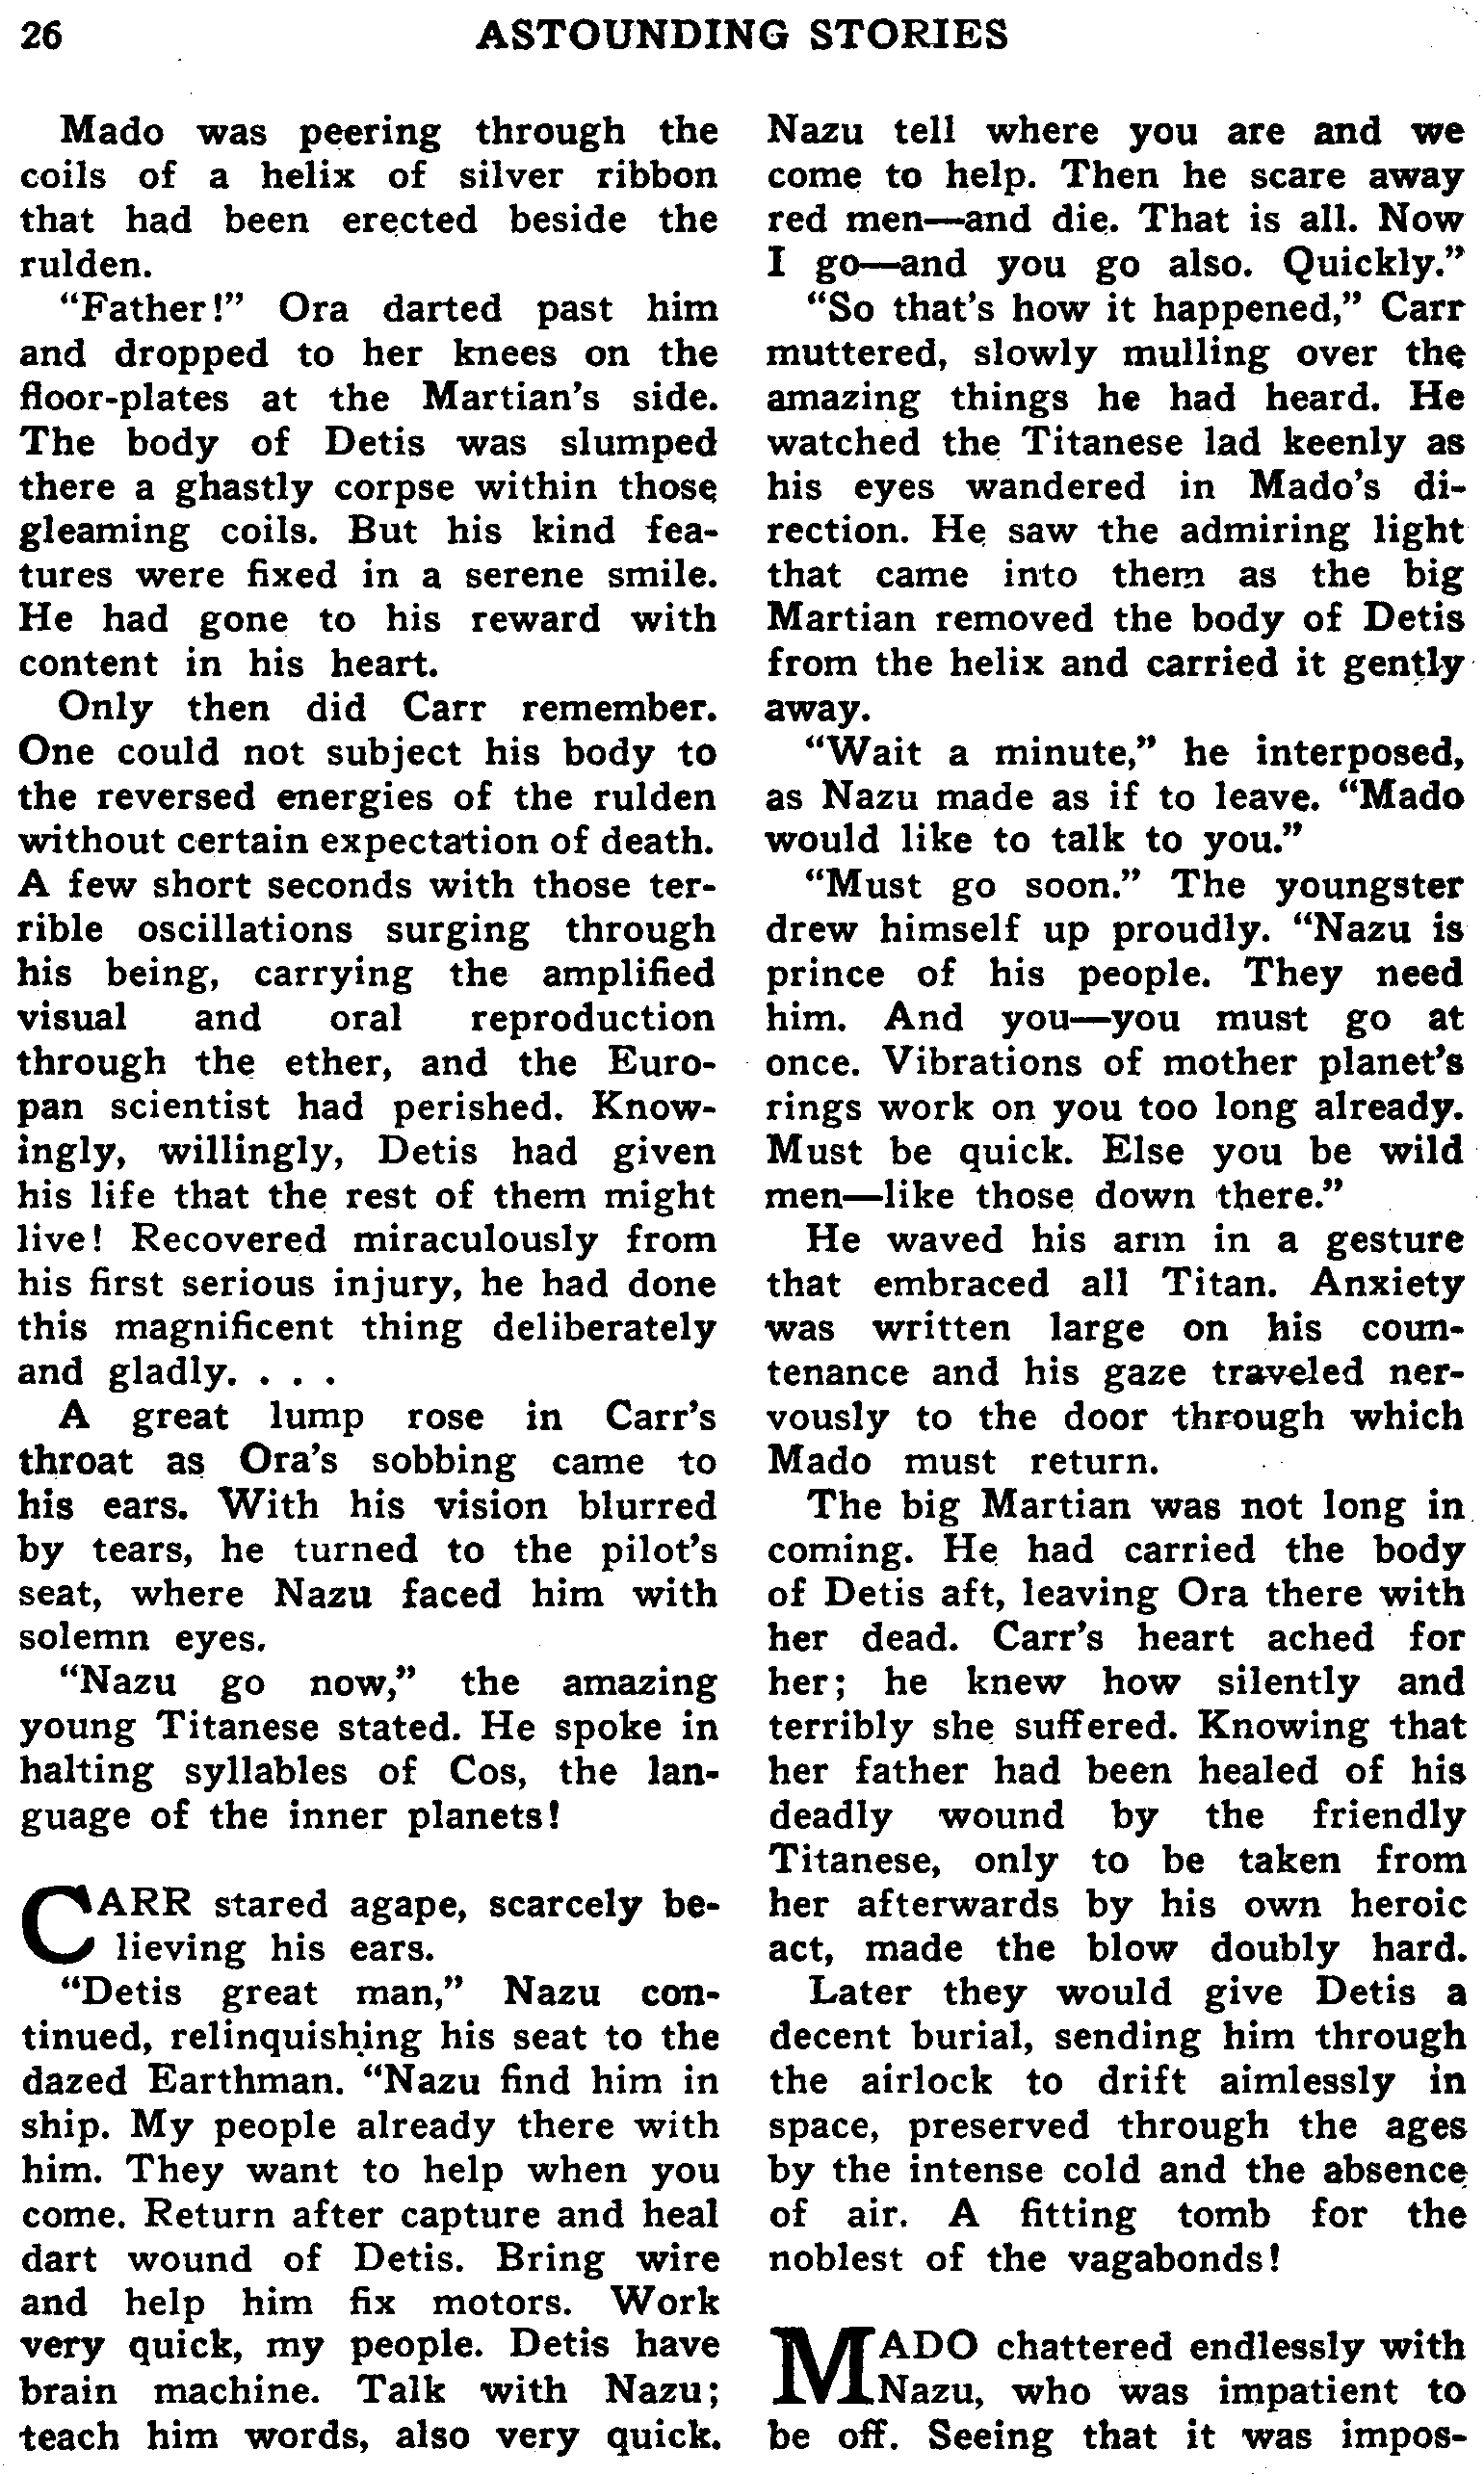 26 ASTOUNDING STORIES
Mado was peering through the
coils of a helix of silver ribbon
that had been erected beside the
rulden.
“Father!” Ora darted past him
and dropped to her knees on the
floor-plates at the Martian's side.
The body of Detis was slumped
there a ghastly corpse within those
gleaming coils. But his kind fea-
tures were fixed in a serene smile.
He had gone to his reward with
content in his heart.
Only then did Carr remember.
One could not subject his body to
the reversed energies of the rulden
without certain expectation of death.
A few short seconds with those ter-
rible oscillations surging through
his being, carrying the amplified
visual and oral reproduction
through the ether, and the Euro-
pan scientist had perished. Know-
ingly, willingly, Detis had given
his life that the rest of them might
live! Recovered miraculously from
his first serious injury, he had done
this magnificent thing deliberately
and gladly. . . .
A great lump rose in Carr's
throat as Ora's sobbing came to
his ears. With his vision blurred
by tears, he turned to the pilot's
seat, where Nazu faced him with
solemn eyes.
“Nazu go now,” the amazing
young Titanese stated. He spoke in
halting syllables of Cos, the lan-
guage of the inner planets!
CARR stared agape, scarcely be-
lieving his ears.
“Detis great man,” Nazu con-
tinued, relinquishing his seat to the
dazed Earthman. “Nazu find him in
ship. My people already there with
him. They want to help when you
come. Return after capture and heal
dart wound of Detis. Bring wire
and help him fix motors. Work
very quick, my people. Detis have
brain machine. Talk with Nazu;
teach him words, also very quick.
Nazu tell where you are and we
come to help. Then he scare away
red men—and die. That is all. Now
I go—and you go also. Quickly.”
“So that's how it happened,” Carr
muttered, slowly mulling over the
amazing things he had heard. He
watched the Titanese lad keenly as
his eyes wandered in Mado's di-
rection. He saw the admiring light
that came into them as the big
Martian removed the body of Detis
from the helix and carried it gently
away.
“Wait a minute,” he interposed,
as Nazu made as if to leave. “Mado
would like to talk to you.”
“Must go soon.” The youngster
drew himself up proudly. “Nazu is
prince of his people. They need
him. And you—you must go at
once. Vibrations of mother planet's
rings work on you too long already.
Must be quick. Else you be wild
men—like those down there.”
He waved his arm in a gesture
that embraced all Titan. Anxiety
was written large on his coun-
tenance and his gaze traveled ner-
vously to the door through which
Mado must return.
The big Martian was not long in
coming. He had carried the body
of Detis aft, leaving Ora there with
her dead. Carr's heart ached for
her; he knew how silently and
terribly she suffered. Knowing that
her father had been healed of his
deadly wound by the friendly
Titanese, only to be taken from
her afterwards by his own heroic
act, made the blow doubly hard.
Later they would give Detis a
decent burial, sending him through
the airlock to drift aimlessly in
space, preserved through the ages
by the intense cold and the absence
of air. A fitting tomb for the
noblest of the vagabonds!
MADO chattered endlessly with
Nazu, who was impatient to
be off. Seeing that it was impos-